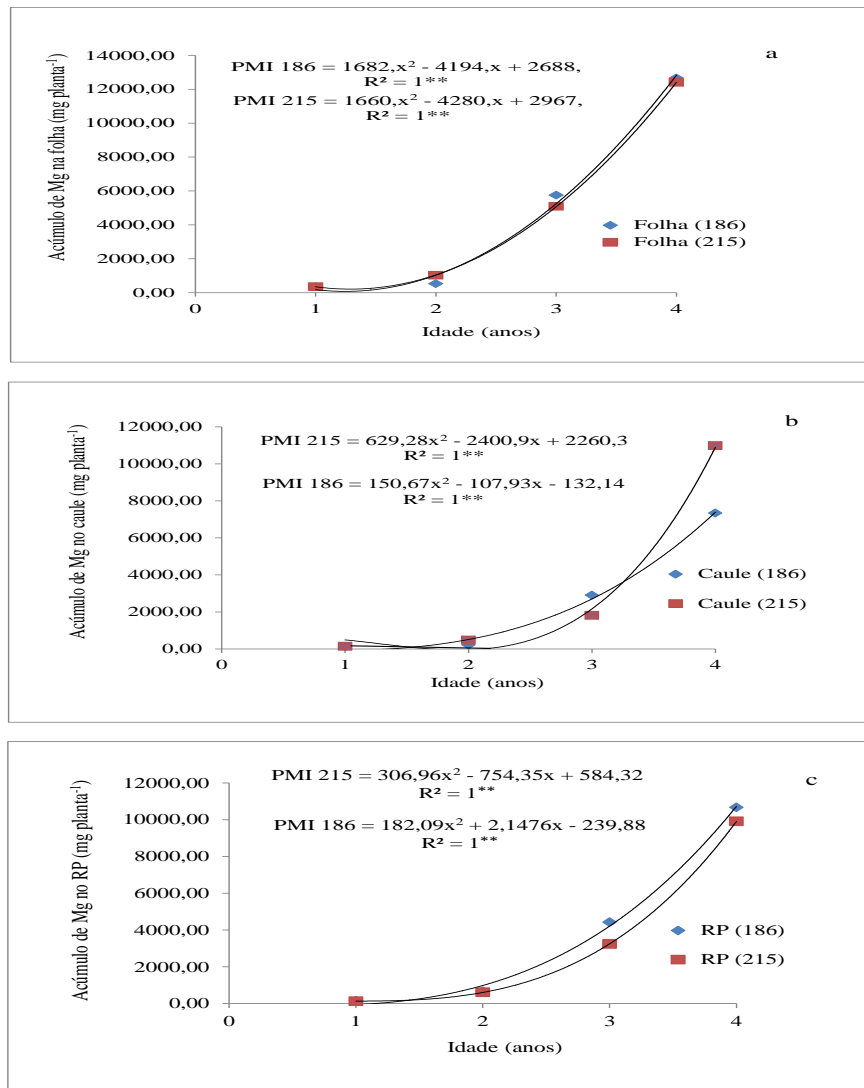 a
14000,00
12000,00
10000,00
8000,00
6000,00
4000,00
2000,00
0,00
Acúmulo de Mg na folha (mg planta⁻¹)
PMI 186 = 1682,x² - 4194,x + 2688,
R² = 1**
PMI 215 = 1660,x² - 4280,x + 2967,
R² = 1**
Folha (186)
Folha (215)
0 1 2 3 4
Idade (anos)
b
12000,00
10000,00
8000,00
6000,00
4000,00
2000,00
0,00
Acúmulo de Mg no caule (mg planta⁻¹)
PMI 215 = 629,28x² - 2400,9x + 2260,3
R² = 1**
PMI 186 = 150,67x² - 107,93x - 132,14
R² = 1**
Caule (186)
Caule (215)
0 1 2 3 4
Idade (anos)
c
12000,00
10000,00
8000,00
6000,00
4000,00
2000,00
0,00
Acúmulo de Mg no RP (mg planta⁻¹)
PMI 215 = 306,96x² - 754,35x + 584,32
R² = 1**
PMI 186 = 182,09x² + 2,1476x - 239,88
R² = 1**
RP (186)
RP (215)
0 1 2 3 4
Idade (anos)